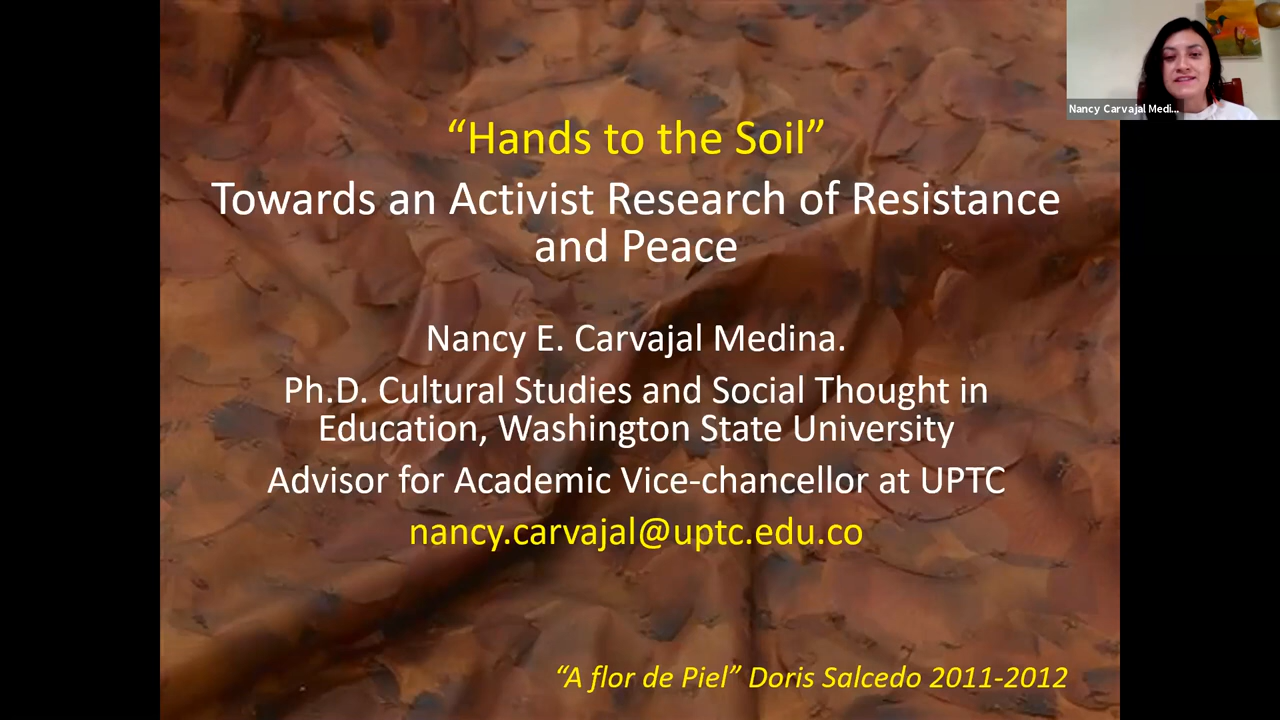 “Hands to the Soil”
Towards an Activist Research of Resistance
and Peace
Nancy E. Carvajal Medina.
Ph.D. Cultural Studies and Social Thought in
Education, Washington State University
Advisor for Academic Vice-chancellor at UPTC
nancy.carvajal@uptc.edu.co
“A flor de Piel” Doris Salcedo 2011-2012
Nancy Carvajal Medi...